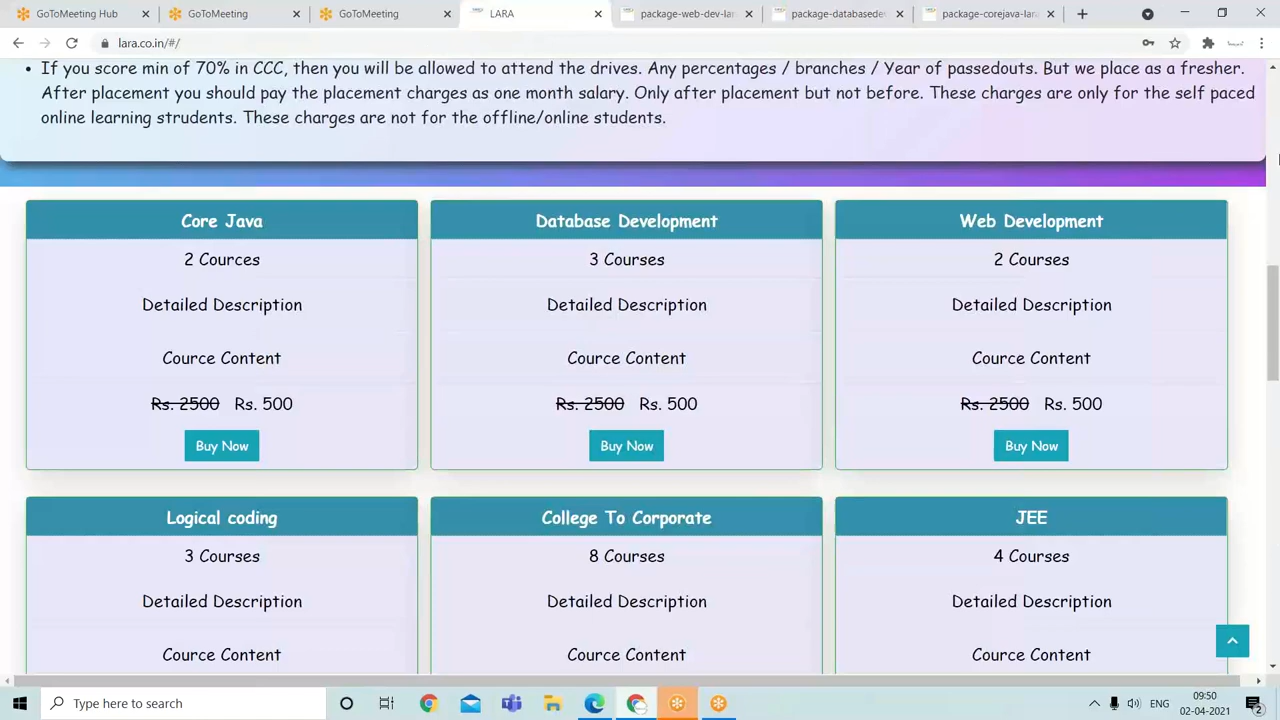 GoToMeeting Hub
GoToMeeting
GoToMeeting
LARA
package-web-dev-lar
package-databasedev
package-corejava-lar
lara.co.in/#/
• If you score min of 70% in CCC, then you will be allowed to attend the drives. Any percentages / branches / Year of passedouts. But we place as a fresher.
After placement you should pay the placement charges as one month salary. Only after placement but not before. These charges are only for the self paced
online learning strudents. These charges are not for the offline/online students.
Core Java
2 Cources
Detailed Description
Cource Content
Rs. 2500 Rs. 500
Buy Now
Database Development
3 Courses
Detailed Description
Cource Content
Rs. 2500 Rs. 500
Buy Now
Web Development
2 Courses
Detailed Description
Cource Content
Rs. 2500 Rs. 500
Buy Now
Logical coding
3 Courses
Detailed Description
Cource Content
College To Corporate
8 Courses
Detailed Description
Cource Content
JEE
4 Courses
Detailed Description
Cource Content
Type here to search
ENG
09:50
02-04-2021
2